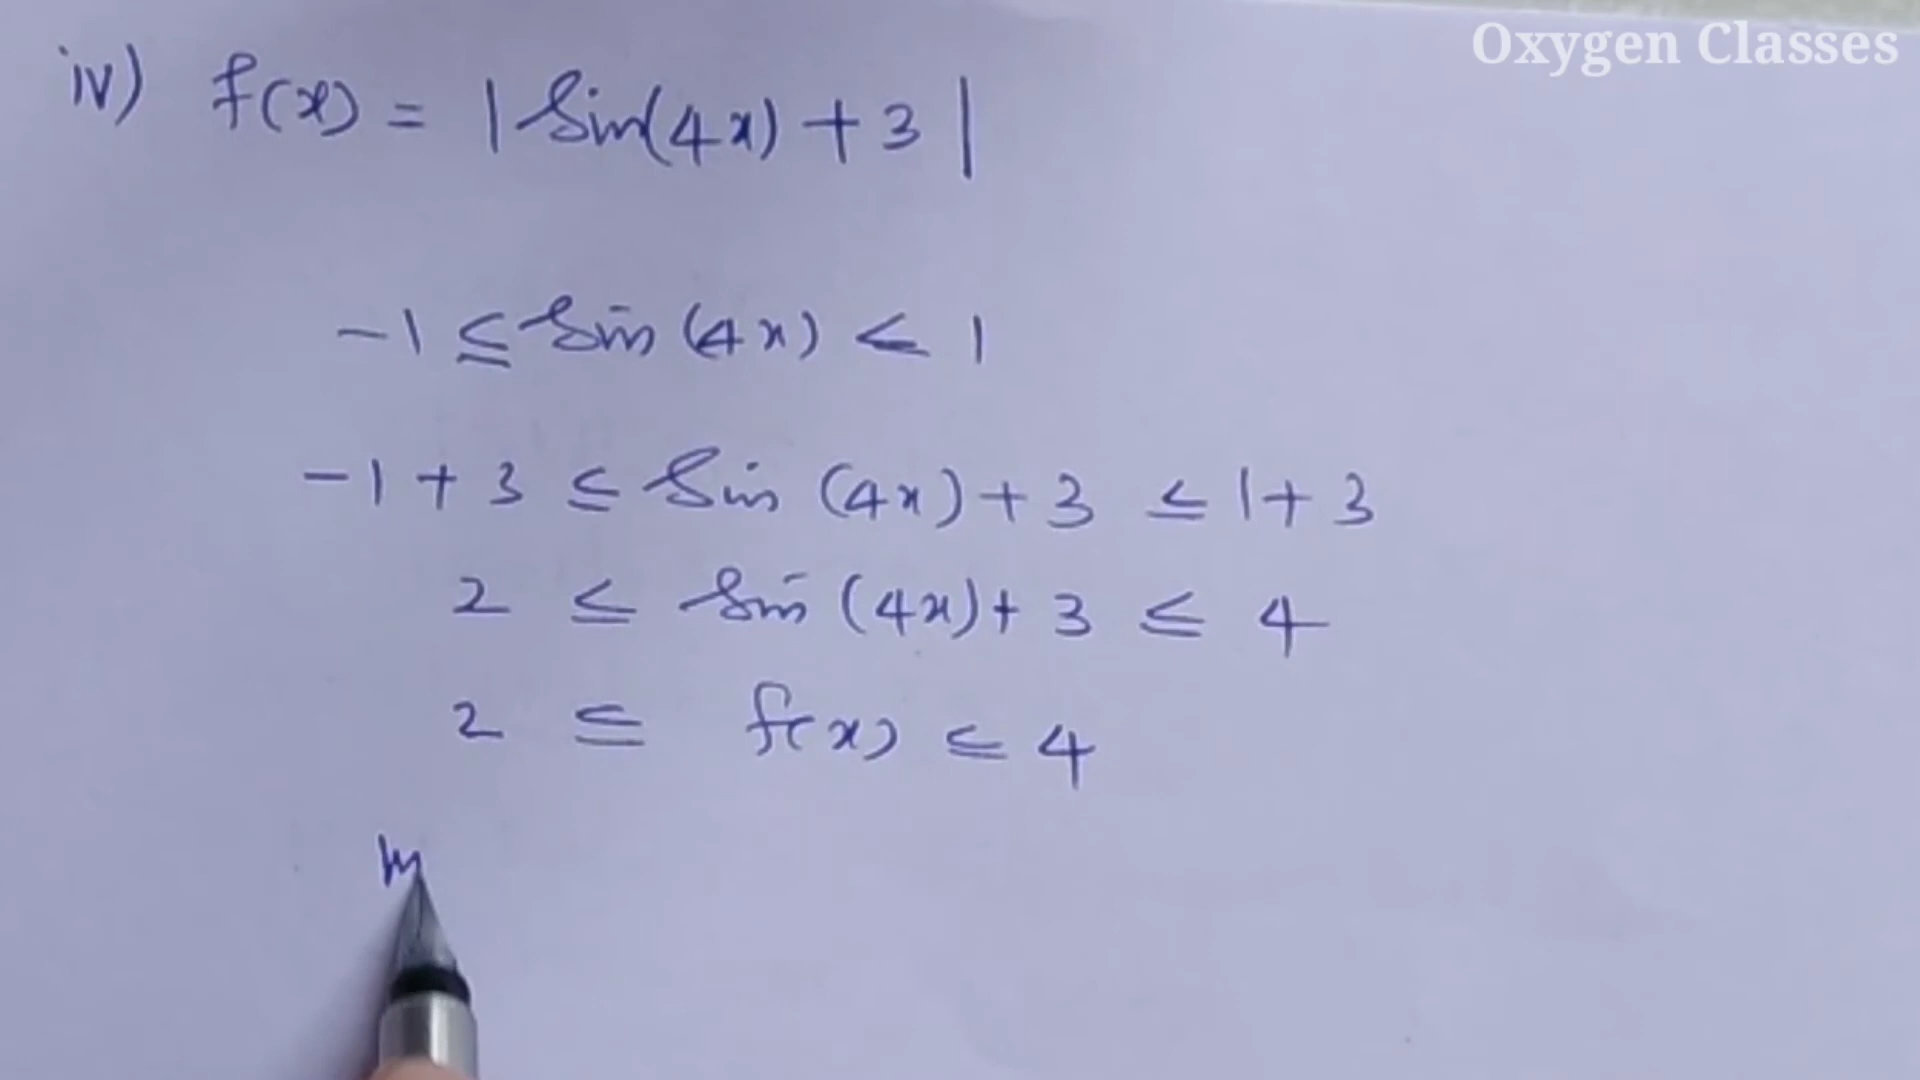 Oxygen Classes
iv) f(x) = | Sin(4x) + 3 |
-1 ≤ Sin (4x) ≤ 1
-1 + 3 ≤ Sin (4x) + 3 ≤ 1 + 3
2 ≤ Sin (4x) + 3 ≤ 4
2 ≤ f(x) ≤ 4
M